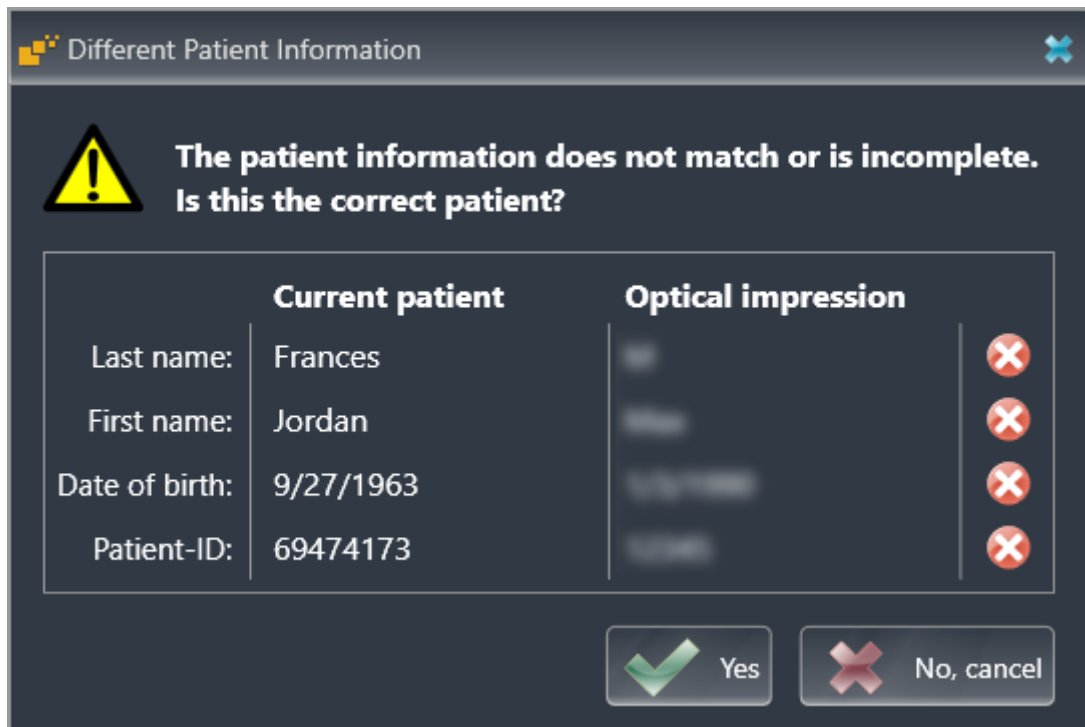 Different Patient Information
The patient information does not match or is incomplete.
Is this the correct patient?
Current patient Optical impression
Last name: Frances
First name: Jordan
Date of birth: 9/27/1963
Patient-ID: 69474173
Yes No, cancel